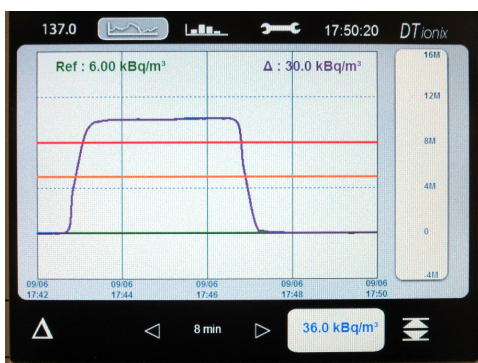 137.0 17:50:20 DTionix
Ref : 6.00 kBq/m³ Δ : 30.0 kBq/m³
16M
12M
8M
4M
0
-4M
09/06 09/06 09/06 09/06 09/06
17:42 17:44 17:46 17:48 17:50
Δ 8 min 36.0 kBq/m³